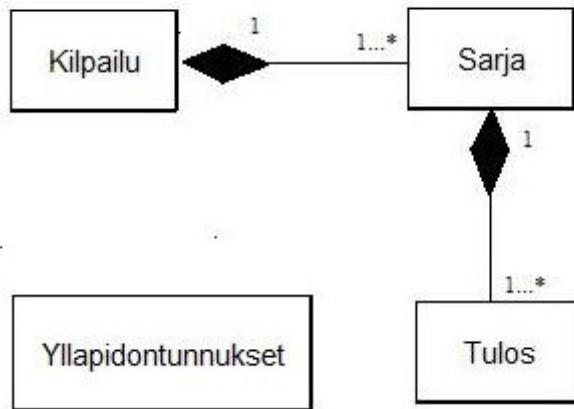 Kilpailu
1
1...*
Sarja
1
1...*
Yllapidontunnukset
Tulos